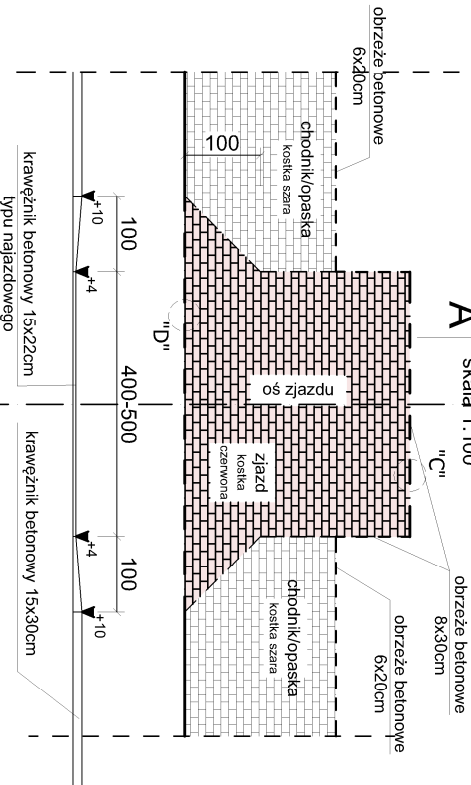 A
skala 1:100
obrzeże betonowe
6x20cm
"C"
obrzeże betonowe
8x30cm
obrzeże betonowe
6x20cm
chodnik/opaska
kostka szara
100
oś zjazdu
zjazd
kostka
czerwona
chodnik/opaska
kostka szara
"D"
100
400-500
100
+10
+4
+4
+10
krawężnik betonowy 15x22cm
typu najazdowego
krawężnik betonowy 15x30cm